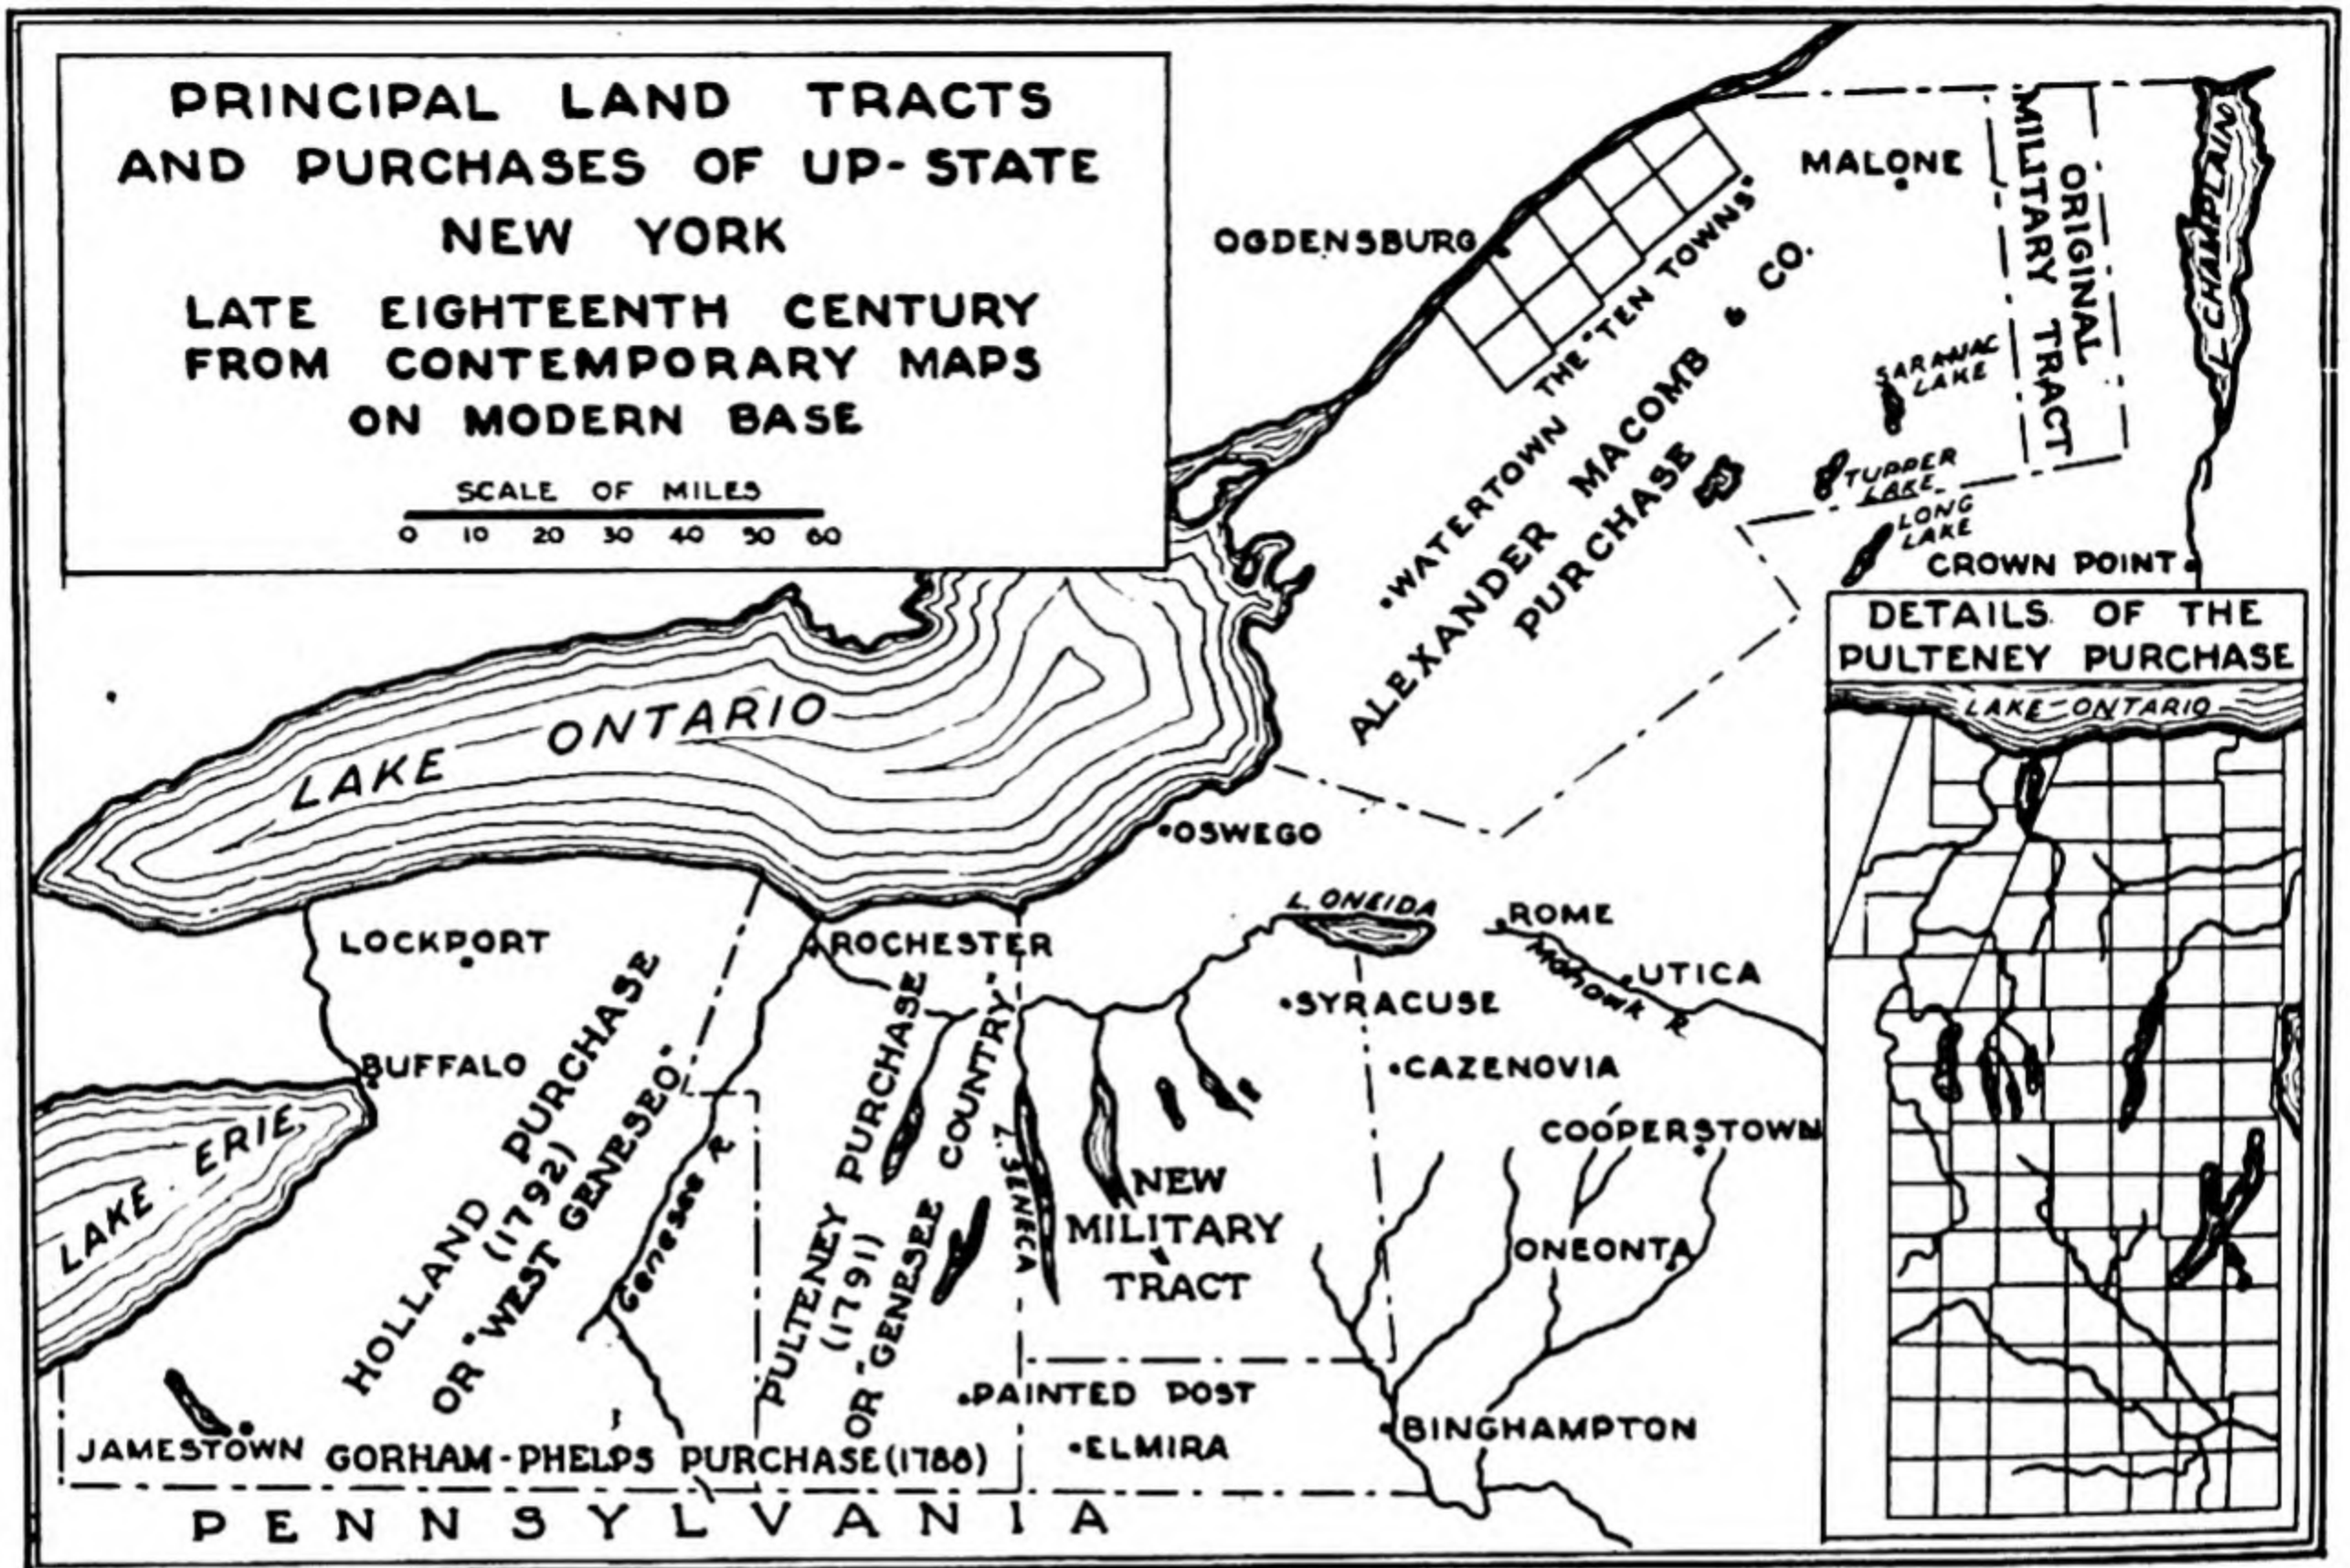 PRINCIPAL LAND TRACTS
AND PURCHASES OF UP-STATE
NEW YORK
LATE EIGHTEENTH CENTURY
FROM CONTEMPORARY MAPS
ON MODERN BASE
SCALE OF MILES
0 10 20 30 40 50 60
OGDENSBURG
THE "TEN TOWNS"
MALONE
ORIGINAL
MILITARY TRACT
L CHAMPLAIN
SARANAC
LAKE
TUPPER
LAKE
LONG
LAKE
CROWN POINT
WATERTOWN
ALEXANDER MACOMB & CO.
PURCHASE
LAKE ONTARIO
OSWEGO
L. ONEIDA
ROME
Mohawk R
UTICA
SYRACUSE
CAZENOVIA
COOPERSTOWN
ONEONTA
LOCKPORT
ROCHESTER
BUFFALO
LAKE ERIE
HOLLAND PURCHASE
(1792)
OR "WEST GENESEO"
Genesee R
PULTENEY PURCHASE
(1791)
OR "GENESEE COUNTRY"
L. SENECA
NEW
MILITARY
TRACT
PAINTED POST
ELMIRA
BINGHAMPTON
JAMESTOWN
GORHAM-PHELPS PURCHASE (1788)
PENNSYLVANIA
DETAILS OF THE
PULTENEY PURCHASE
LAKE ONTARIO